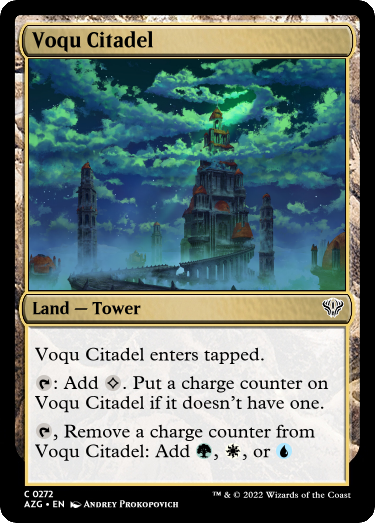 Voqu Citadel
Land — Tower
Voqu Citadel enters tapped.
: Add . Put a charge counter on
Voqu Citadel if it doesn't have one.
, Remove a charge counter from
Voqu Citadel: Add , , or
C 0272
AZG • EN Andrey Prokopovich
™ & © 2022 Wizards of the Coast